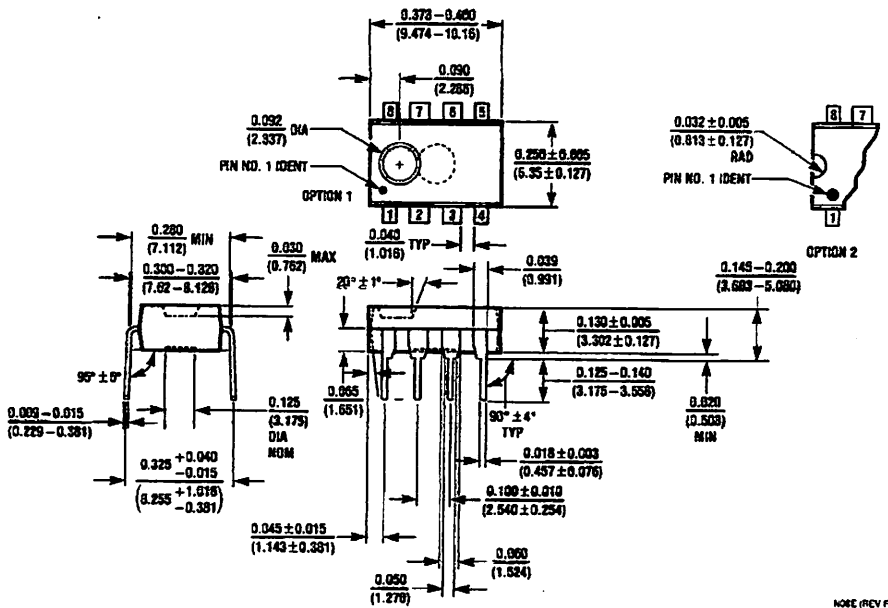 0.373–0.400
(9.474–10.16)
0.090
(2.286)
8 7 6 5
0.092
(2.337) DIA
PIN NO. 1 IDENT
OPTION 1
0.250 ± 0.005
(6.35 ± 0.127)
1 2 3 4
0.032 ± 0.005
(0.813 ± 0.127)
RAD
PIN NO. 1 IDENT
8 7
1
OPTION 2
0.280 MIN
(7.112)
0.300–0.320
(7.62–8.128)
0.030 MAX
(0.762)
0.040 TYP
(1.016)
20° ± 1°
0.039
(0.991)
0.145–0.200
(3.683–5.080)
0.130 ± 0.005
(3.302 ± 0.127)
0.125–0.140
(3.175–3.556)
0.020
(0.508)
MIN
95° ± 5°
0.009–0.015
(0.229–0.381)
0.125
(3.175)
DIA
NOM
0.065
(1.651)
90° ± 4°
TYP
0.325 +0.040
−0.015
(8.255 +1.016
−0.381)
0.018 ± 0.003
(0.457 ± 0.076)
0.100 ± 0.010
(2.540 ± 0.254)
0.045 ± 0.015
(1.143 ± 0.381)
0.060
(1.524)
0.050
(1.270)
(REV F